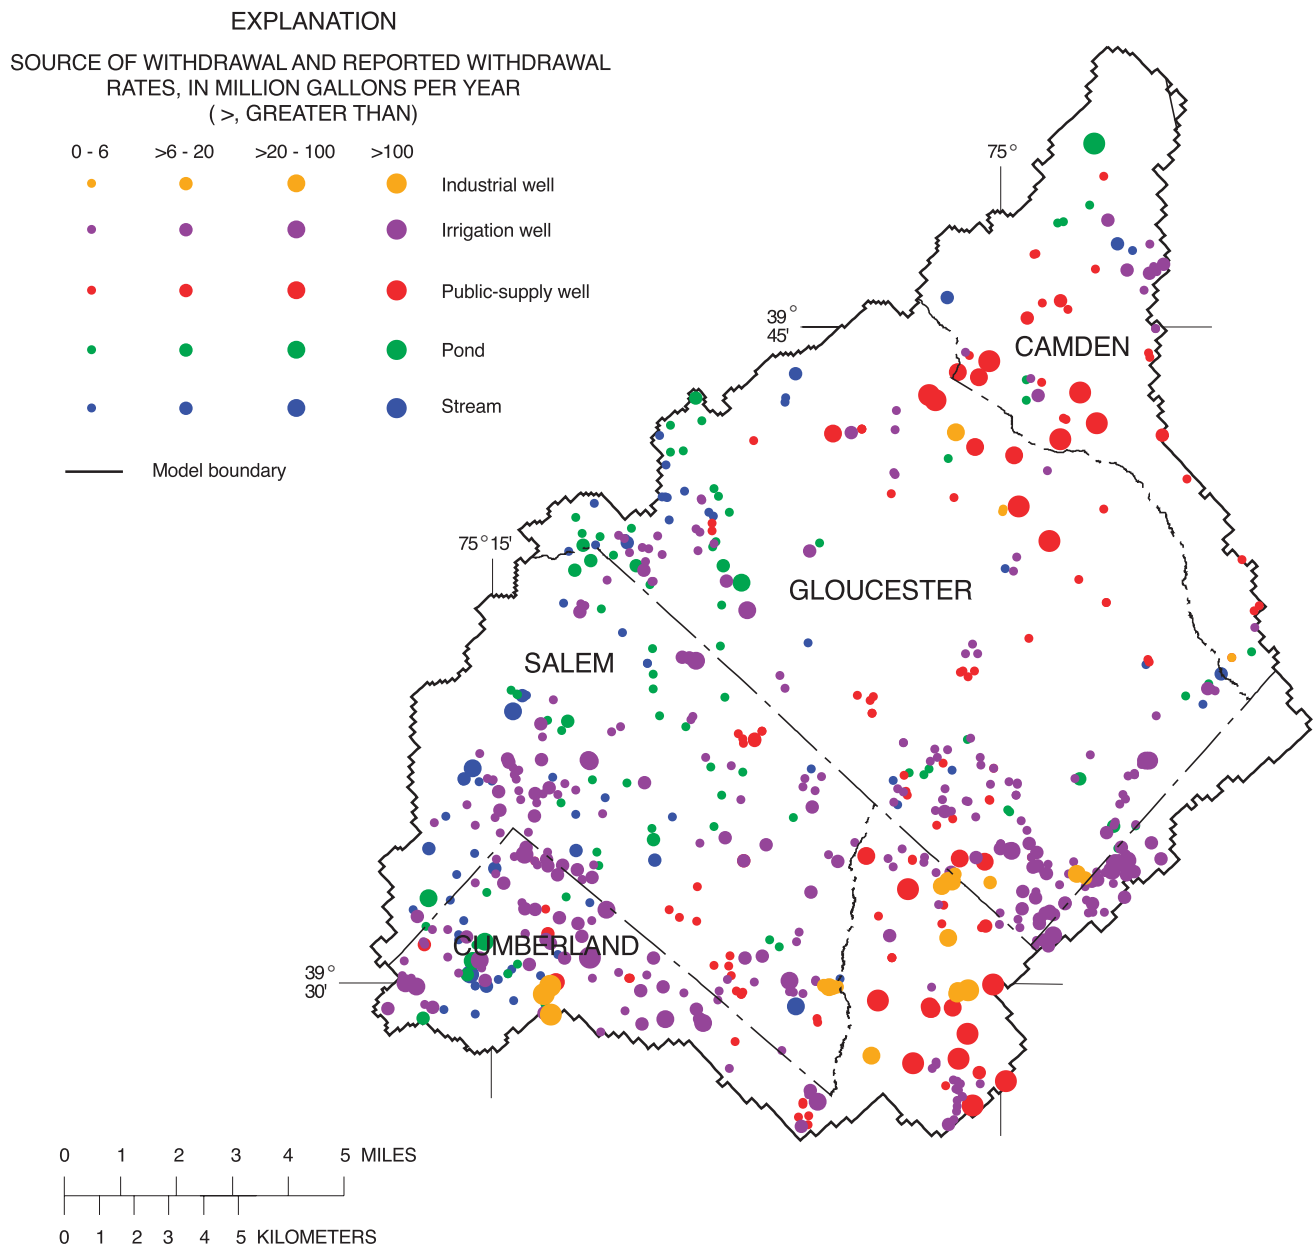 EXPLANATION
SOURCE OF WITHDRAWAL AND REPORTED WITHDRAWAL
RATES, IN MILLION GALLONS PER YEAR
( >, GREATER THAN)
0 - 6 >6 - 20 >20 - 100 >100
Industrial well
Irrigation well
Public-supply well
Pond
Stream
Model boundary
75°
39°
45'
CAMDEN
75° 15'
GLOUCESTER
SALEM
CUMBERLAND
39°
30'
0 1 2 3 4 5 MILES
0 1 2 3 4 5 KILOMETERS